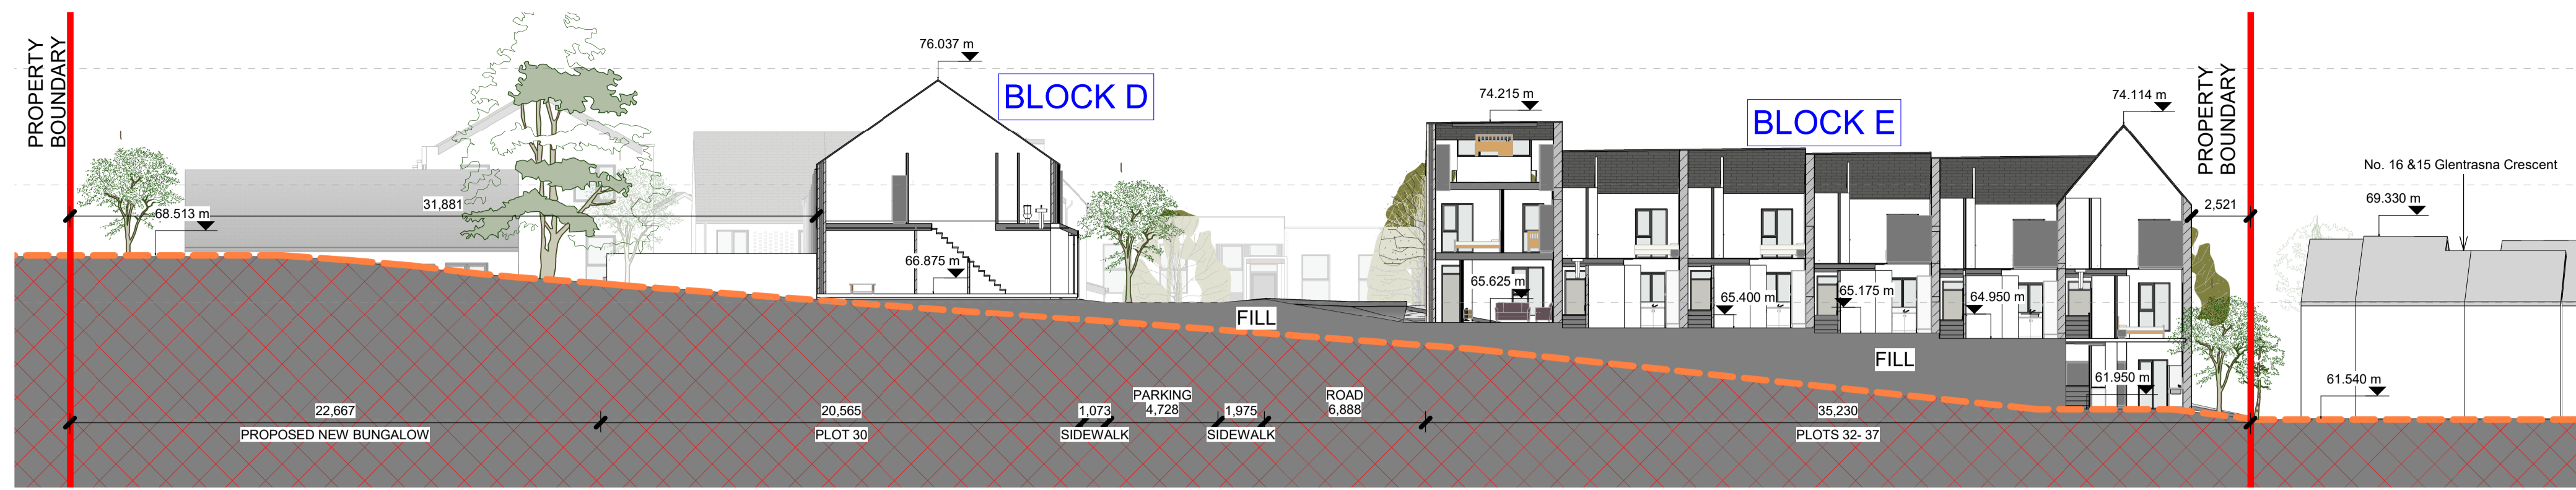 PROPERTY
BOUNDARY
76.037 m
BLOCK D
74.215 m
BLOCK E
74.114 m
PROPERTY
BOUNDARY
No. 16 &15 Glentrasna Crescent
68.513 m
31,881
2,521
69.330 m
66.875 m
65.625 m
65.400 m
65.175 m
64.950 m
FILL
FILL
61.950 m
61.540 m
22,667
20,565
1,073
PARKING
4,728
1,975
ROAD
6,888
35,230
PROPOSED NEW BUNGALOW
PLOT 30
SIDEWALK
SIDEWALK
PLOTS 32- 37